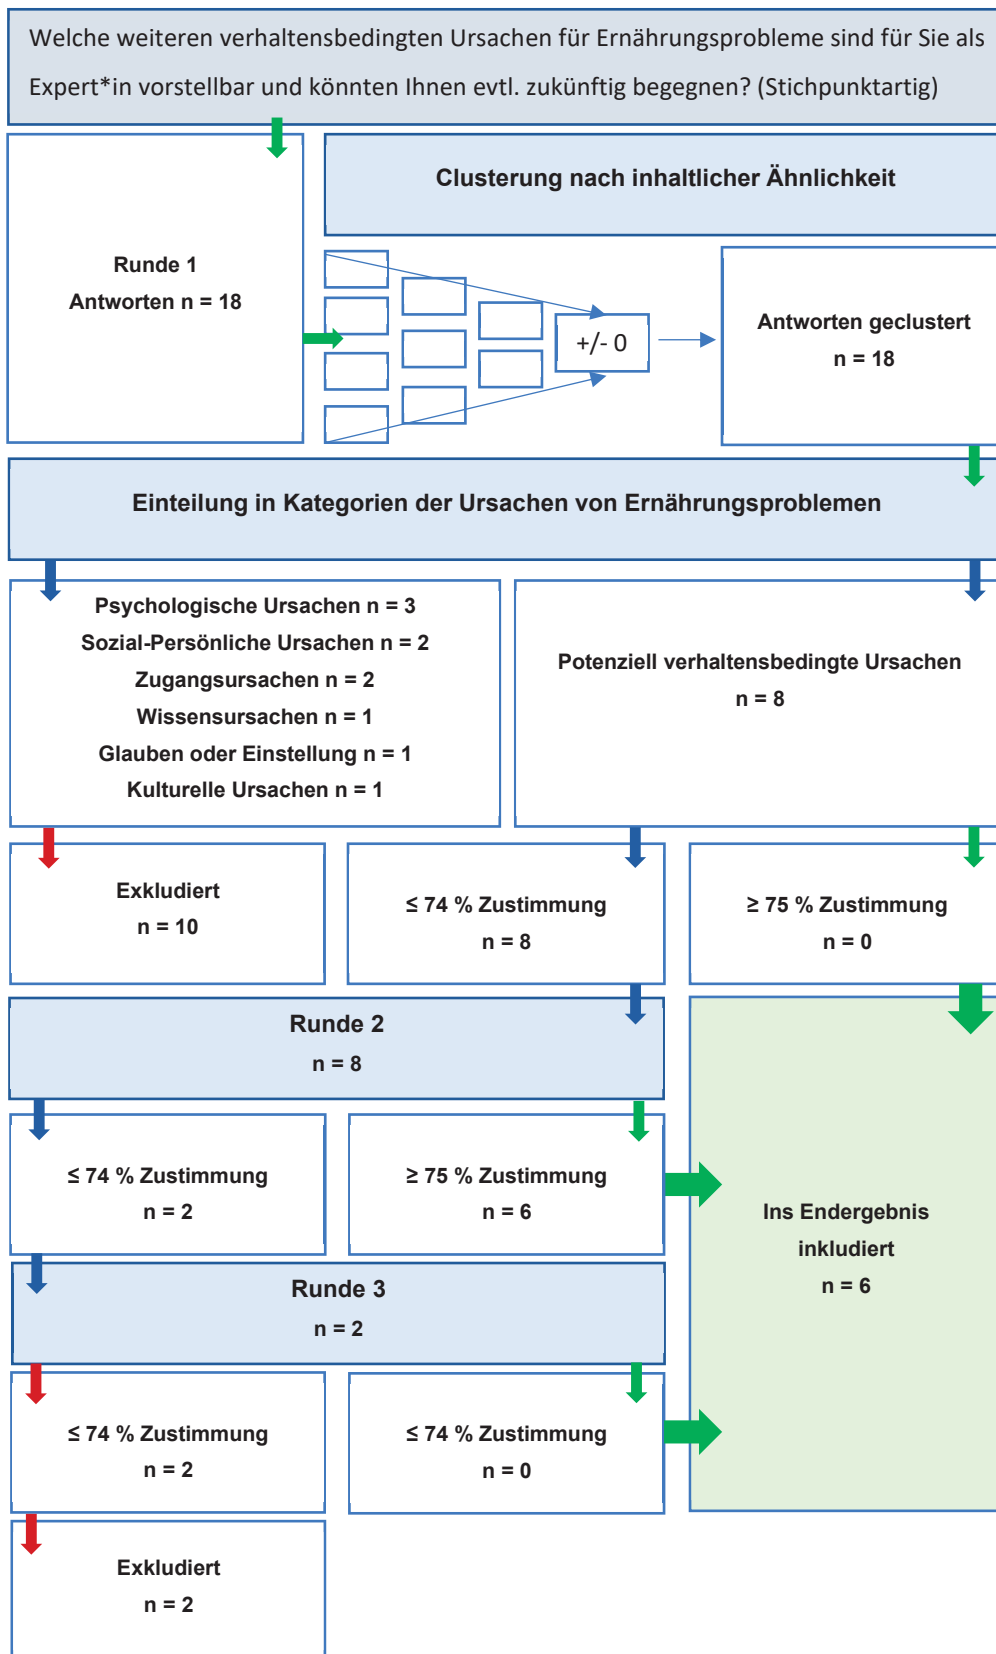 Welche weiteren verhaltensbedingten Ursachen für Ernährungsprobleme sind für Sie als
Expert*in vorstellbar und könnten Ihnen evtl. zukünftig begegnen? (Stichpunktartig)
Clusterung nach inhaltlicher Ähnlichkeit
Runde 1
Antworten n = 18
+/- 0
Antworten geclustert
n = 18
Einteilung in Kategorien der Ursachen von Ernährungsproblemen
Psychologische Ursachen n = 3
Sozial-Persönliche Ursachen n = 2
Zugangsursachen n = 2
Wissensursachen n = 1
Glauben oder Einstellung n = 1
Kulturelle Ursachen n = 1
Potenziell verhaltensbedingte Ursachen
n = 8
Exkludiert
n = 10
≤ 74 % Zustimmung
n = 8
≥ 75 % Zustimmung
n = 0
Runde 2
n = 8
≤ 74 % Zustimmung
n = 2
≥ 75 % Zustimmung
n = 6
Ins Endergebnis
inkludiert
n = 6
Runde 3
n = 2
≤ 74 % Zustimmung
n = 2
≤ 74 % Zustimmung
n = 0
Exkludiert
n = 2